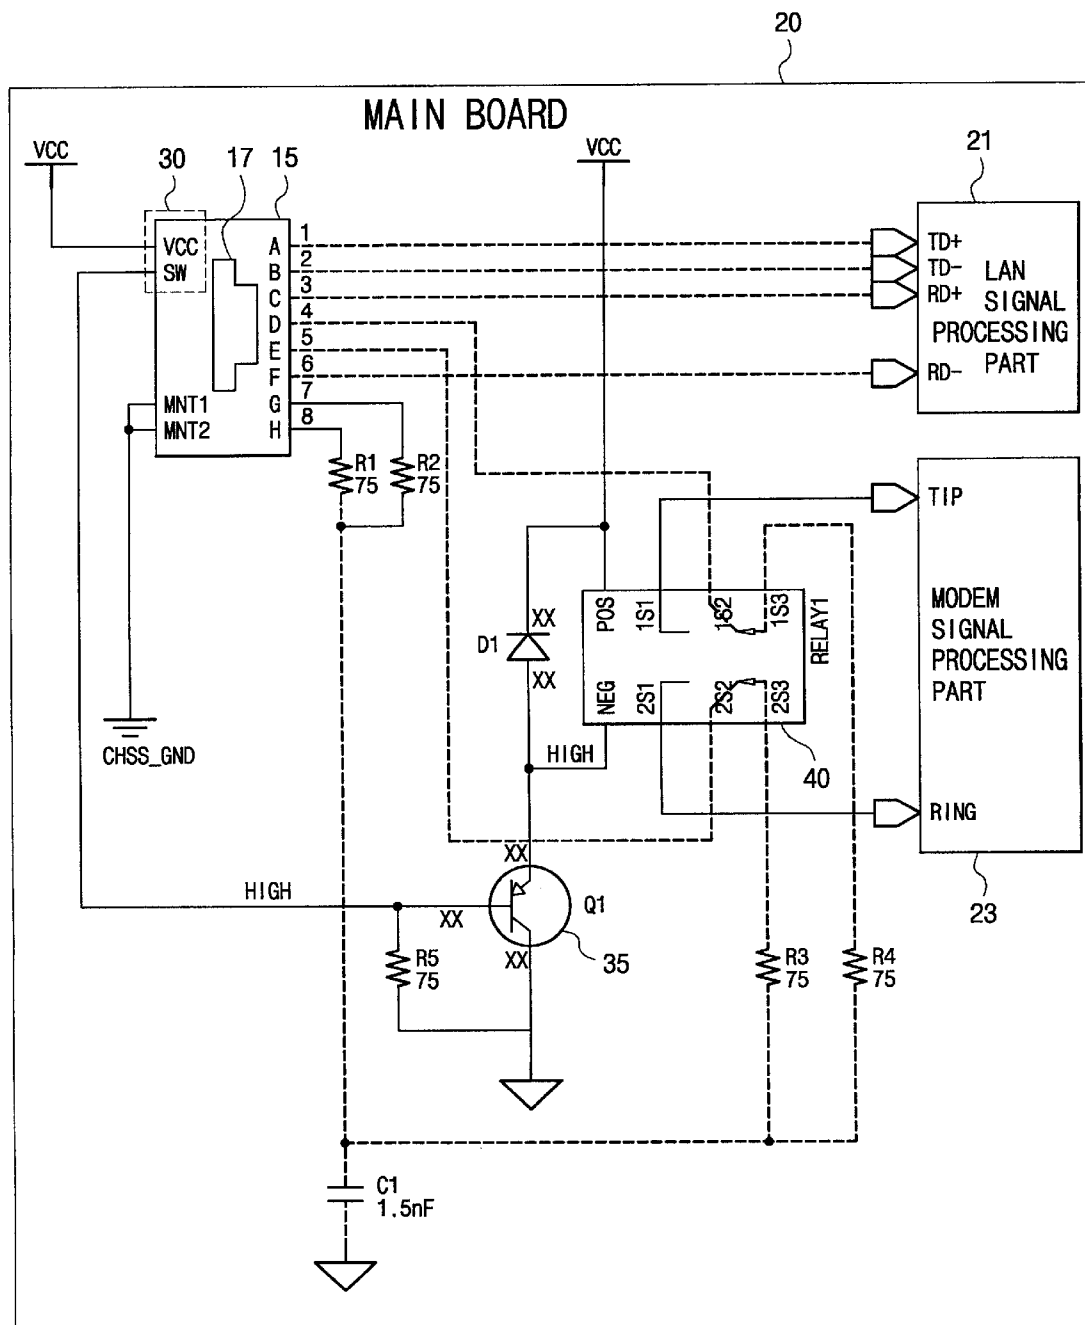 20
MAIN BOARD
VCC
30
17
15
VCC
21
VCC
SW
MNT1
MNT2
A
B
C
D
E
F
G
H
1
2
3
4
5
6
7
8
TD+
TD-
RD+
RD-
LAN
SIGNAL
PROCESSING
PART
R1
75
R2
75
TIP
MODEM
SIGNAL
PROCESSING
PART
RING
23
D1
XX
XX
POS
1S1
1S2
1S3
NEG
2S1
2S2
2S3
RELAY1
40
CHSS_GND
HIGH
HIGH
XX
XX
XX
Q1
35
R5
75
R3
75
R4
75
C1
1.5nF